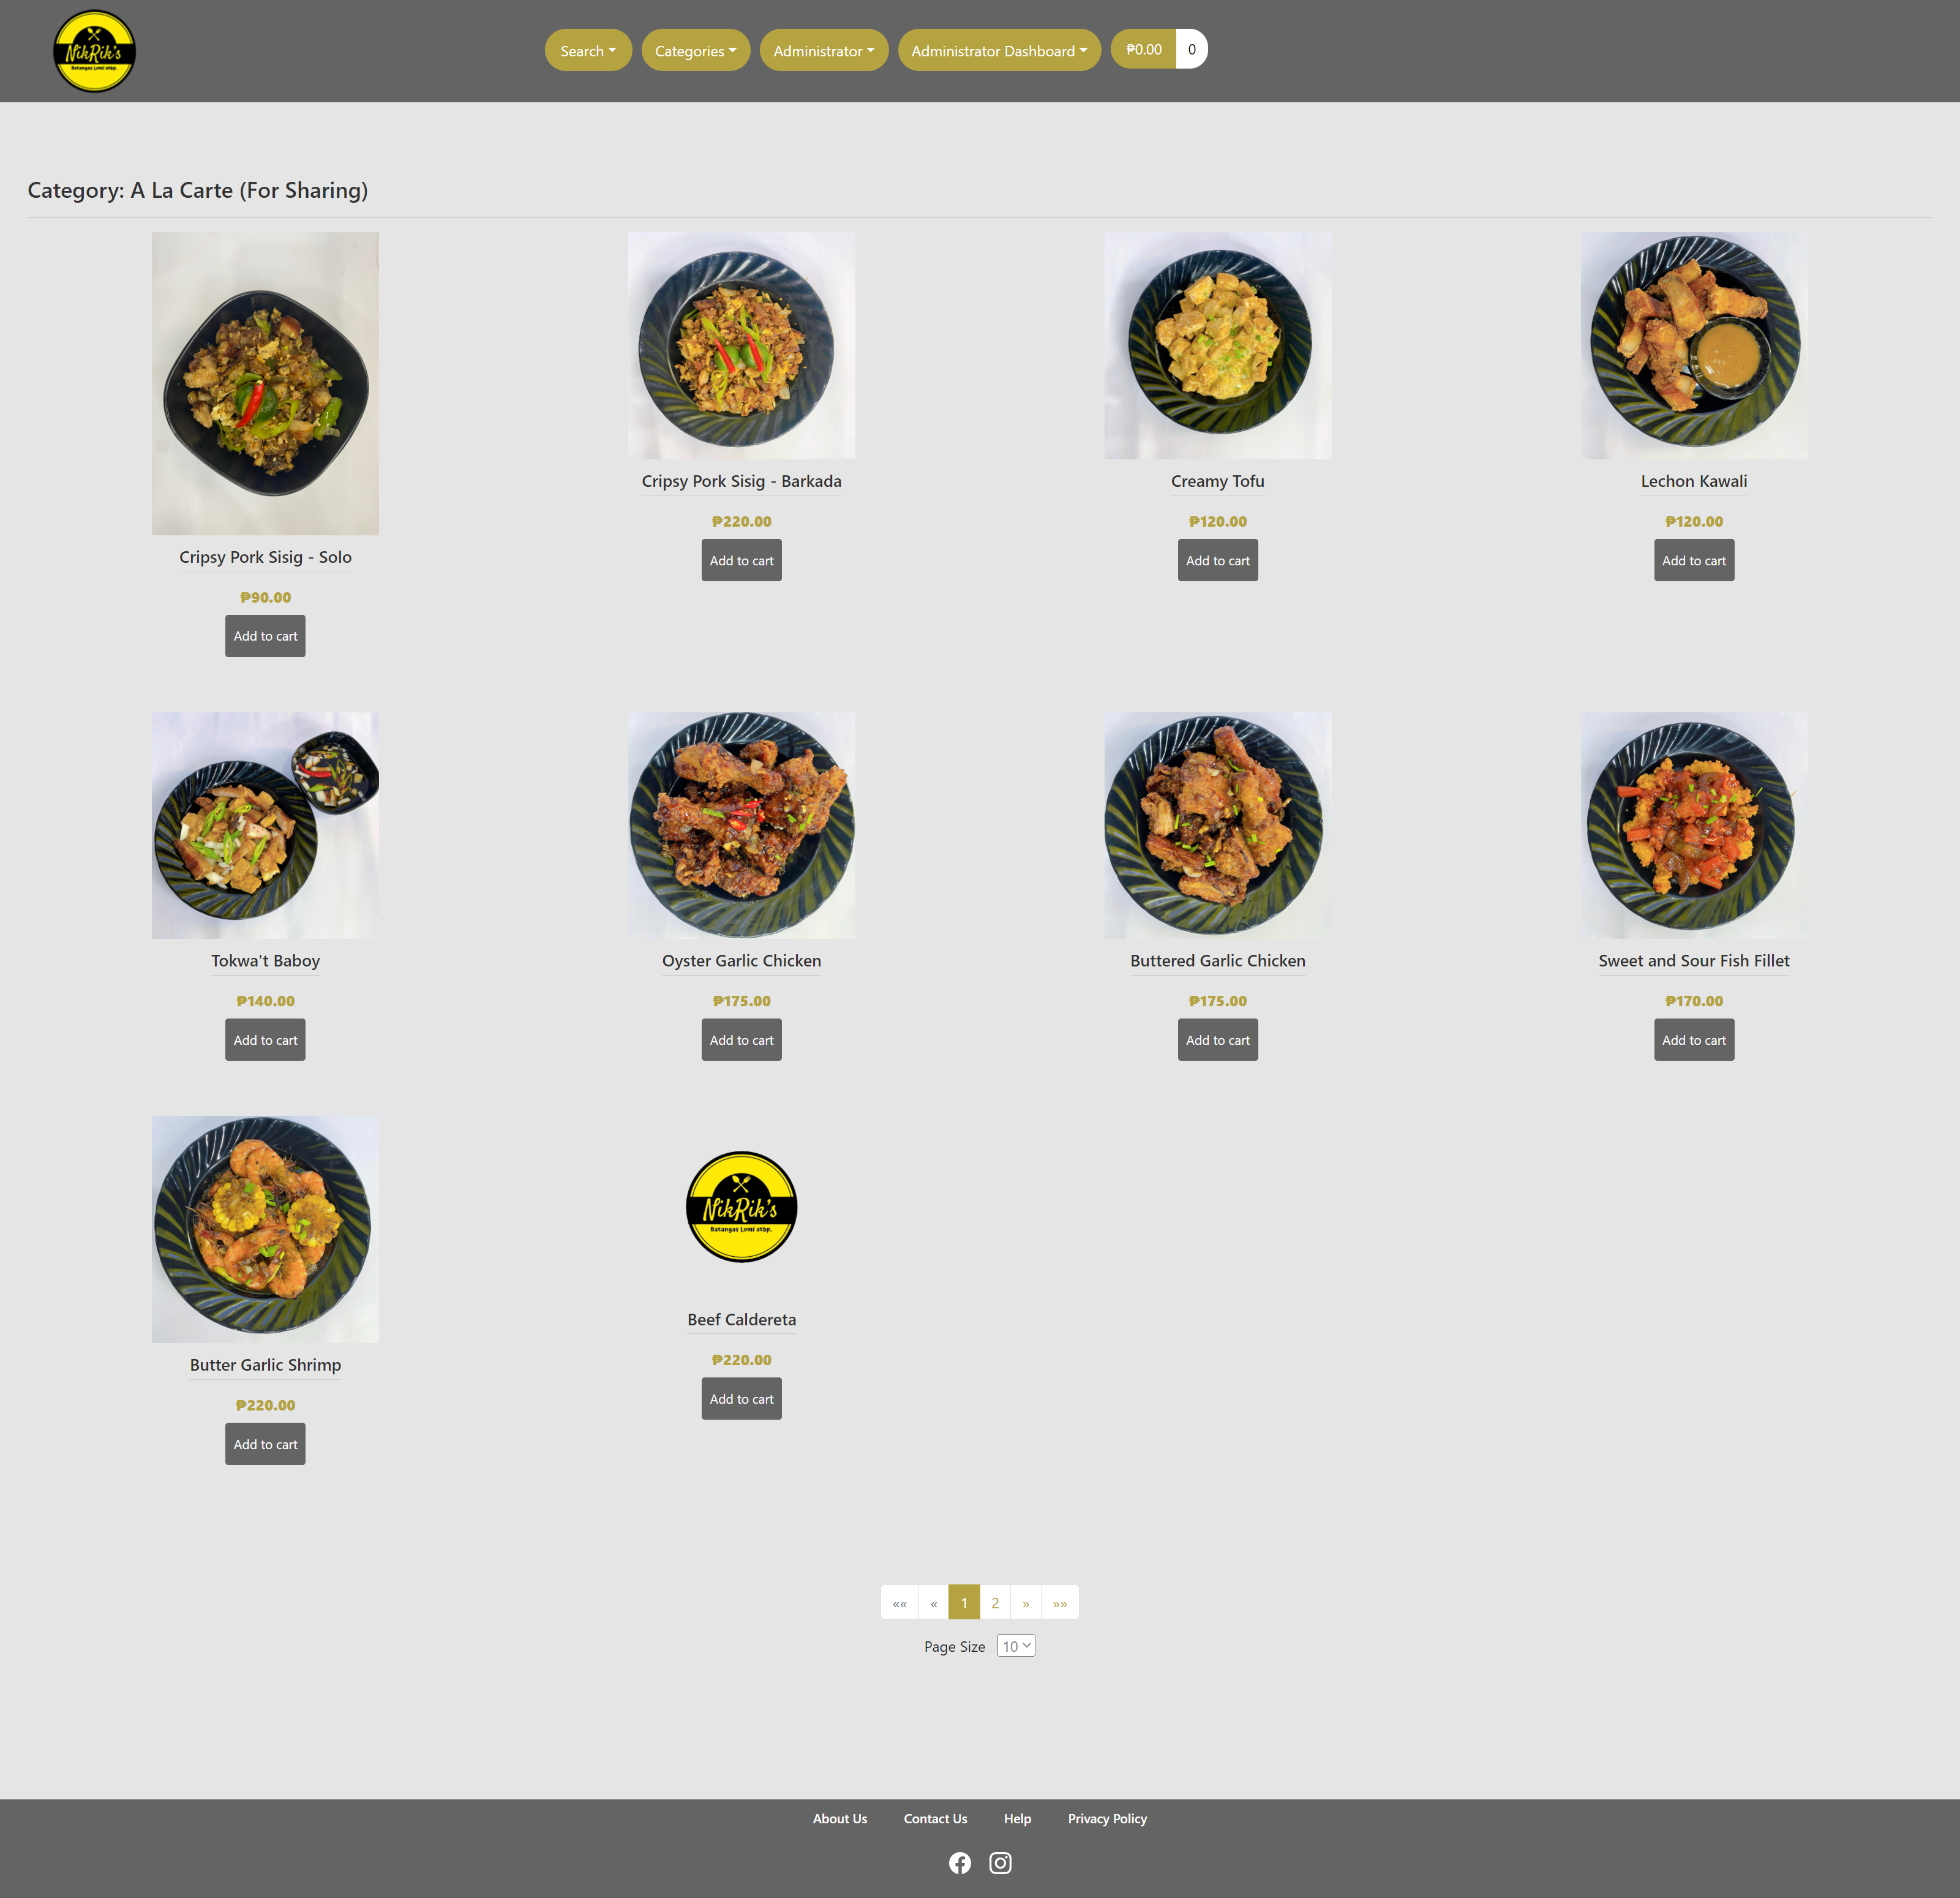 NikRik's
Batangas Lomi atbp.
Search
Categories
Administrator
Administrator Dashboard
₱0.00 0
Category: A La Carte (For Sharing)
Cripsy Pork Sisig - Solo
₱90.00
Add to cart
Cripsy Pork Sisig - Barkada
₱220.00
Add to cart
Creamy Tofu
₱120.00
Add to cart
Lechon Kawali
₱120.00
Add to cart
Tokwa't Baboy
₱140.00
Add to cart
Oyster Garlic Chicken
₱175.00
Add to cart
Buttered Garlic Chicken
₱175.00
Add to cart
Sweet and Sour Fish Fillet
₱170.00
Add to cart
Butter Garlic Shrimp
₱220.00
Add to cart
NikRik's
Batangas Lomi atbp.
Beef Caldereta
₱220.00
Add to cart
«« « 1 2 » »»
Page Size 10
About Us Contact Us Help Privacy Policy